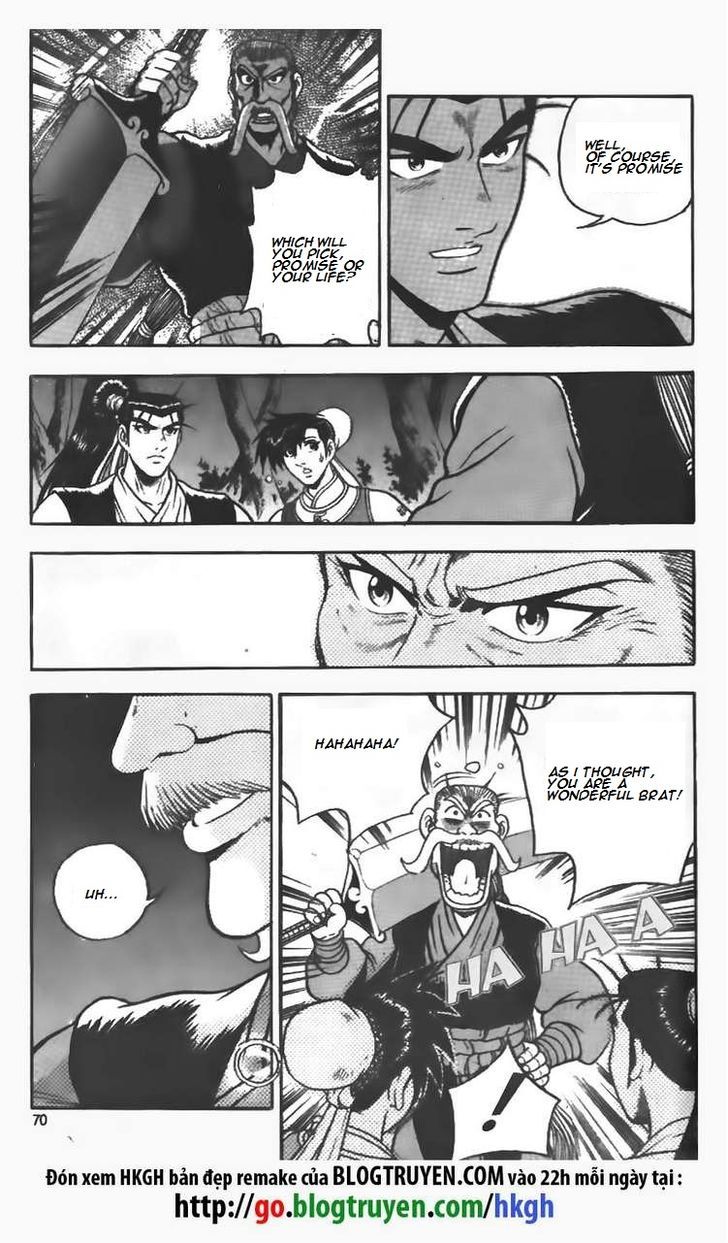 WHICH WILL
YOU PICK,
PROMISE OR
YOUR LIFE?
WELL,
OF COURSE,
IT'S PROMISE
UH...
HAHAHAHA!
AS I THOUGHT,
YOU ARE A
WONDERFUL BRAT!
HA HA A
!
70
Đón xem HKGH bản đẹp remake của BLOGTRUYEN.COM vào 22h mỗi ngày tại :
http://go.blogtruyen.com/hkgh